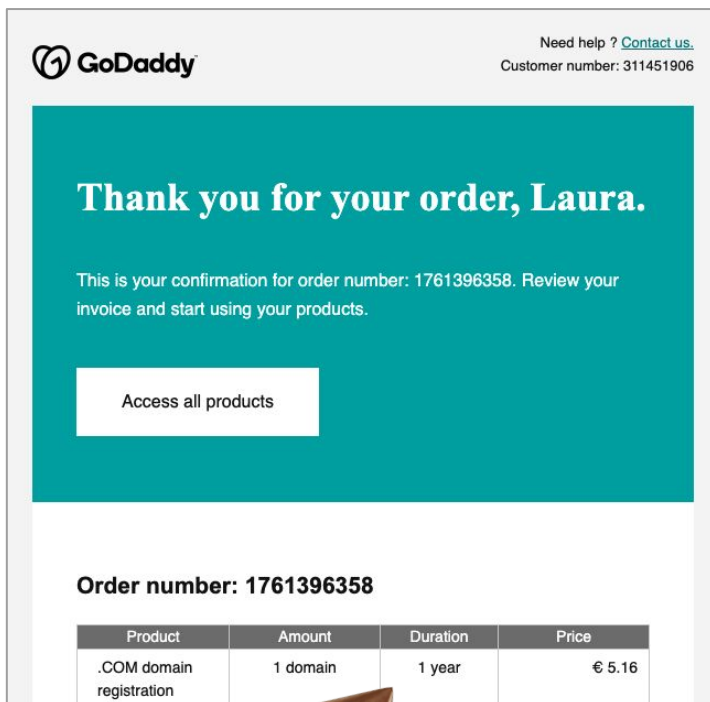 GoDaddy
Need help ? Contact us.
Customer number: 311451906
Thank you for your order, Laura.
This is your confirmation for order number: 1761396358. Review your
invoice and start using your products.
Access all products
Order number: 1761396358
Product Amount Duration Price
.COM domain 1 domain 1 year € 5.16
registration